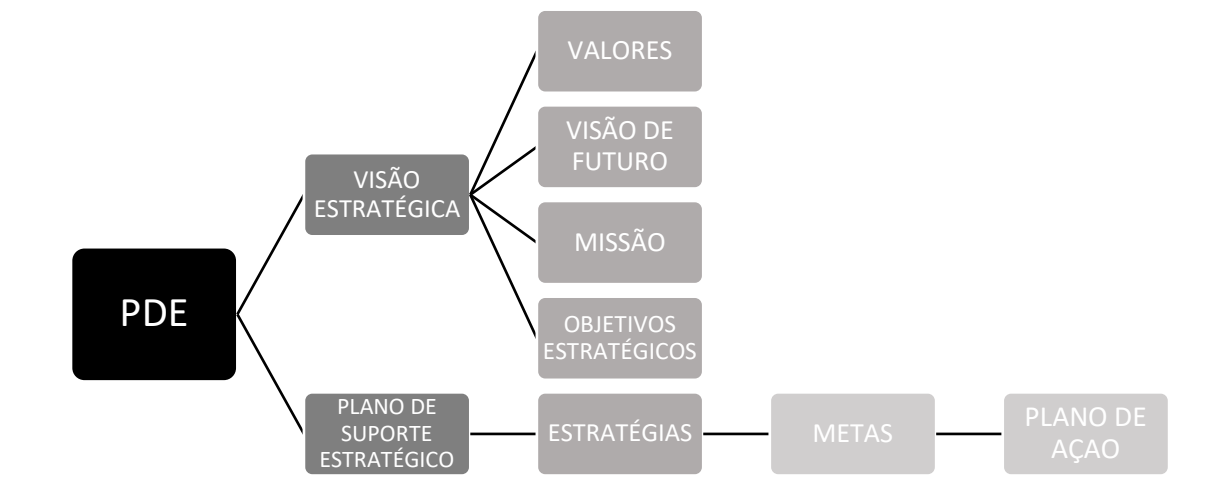 VALORES
VISÃO DE
FUTURO
VISÃO
ESTRATÉGICA
MISSÃO
PDE
OBJETIVOS
ESTRATÉGICOS
PLANO DE
SUPORTE
ESTRATÉGICO
ESTRATÉGIAS
METAS
PLANO DE
AÇAO